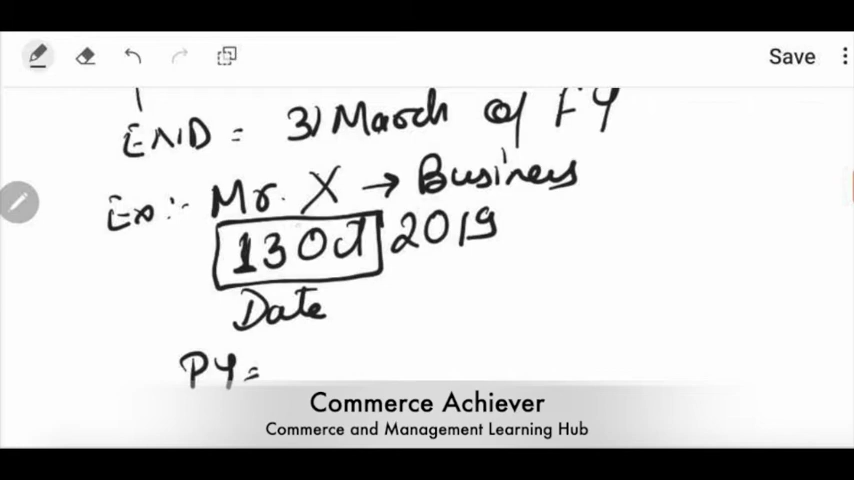 Save
END = 31 March of FY
Ex :- Mr. X → Business
13 Oct 2019
Date
PY =
Commerce Achiever
Commerce and Management Learning Hub